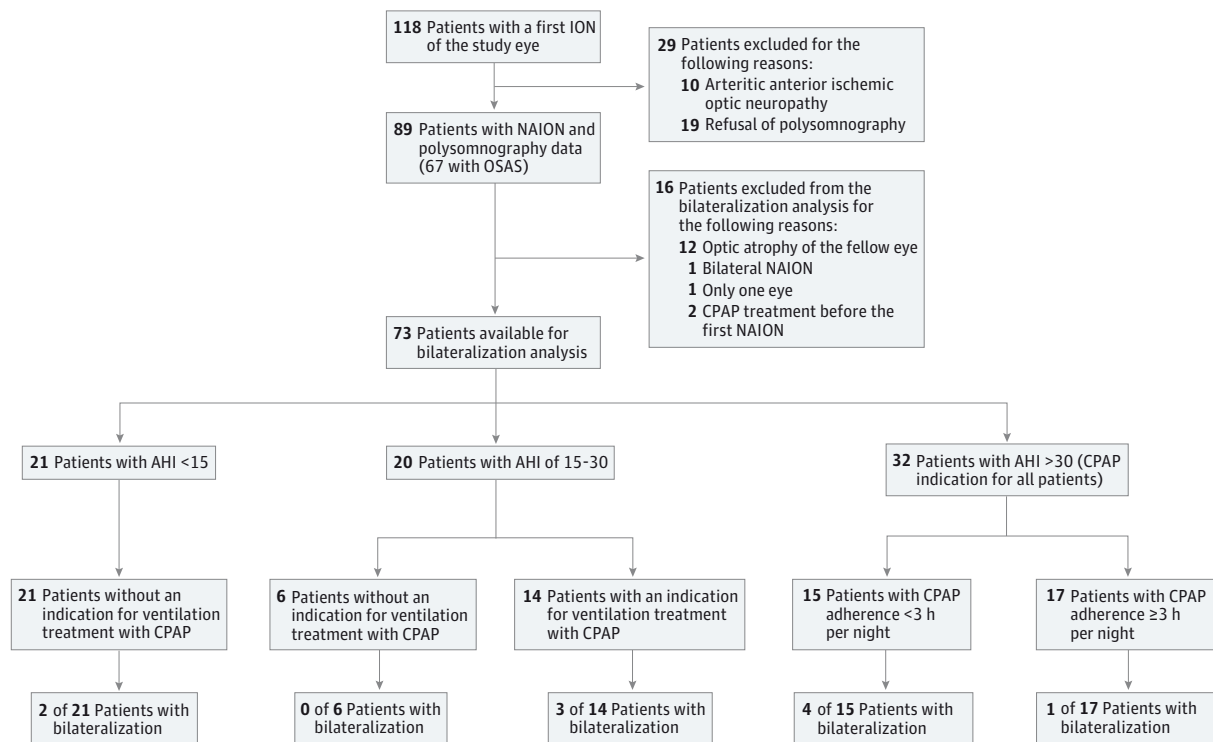 118 Patients with a first ION
of the study eye
29 Patients excluded for the
following reasons:
10 Arteritic anterior ischemic
optic neuropathy
19 Refusal of polysomnography
89 Patients with NAION and
polysomnography data
(67 with OSAS)
16 Patients excluded from the
bilateralization analysis for
the following reasons:
12 Optic atrophy of the fellow eye
1 Bilateral NAION
1 Only one eye
2 CPAP treatment before the
first NAION
73 Patients available for
bilateralization analysis
21 Patients with AHI <15
20 Patients with AHI of 15-30
32 Patients with AHI >30 (CPAP
indication for all patients)
21 Patients without an
indication for ventilation
treatment with CPAP
6 Patients without an
indication for ventilation
treatment with CPAP
14 Patients with an indication
for ventilation treatment
with CPAP
15 Patients with CPAP
adherence <3 h
per night
17 Patients with CPAP
adherence ≥3 h
per night
2 of 21 Patients with
bilateralization
0 of 6 Patients with
bilateralization
3 of 14 Patients with
bilateralization
4 of 15 Patients with
bilateralization
1 of 17 Patients with
bilateralization